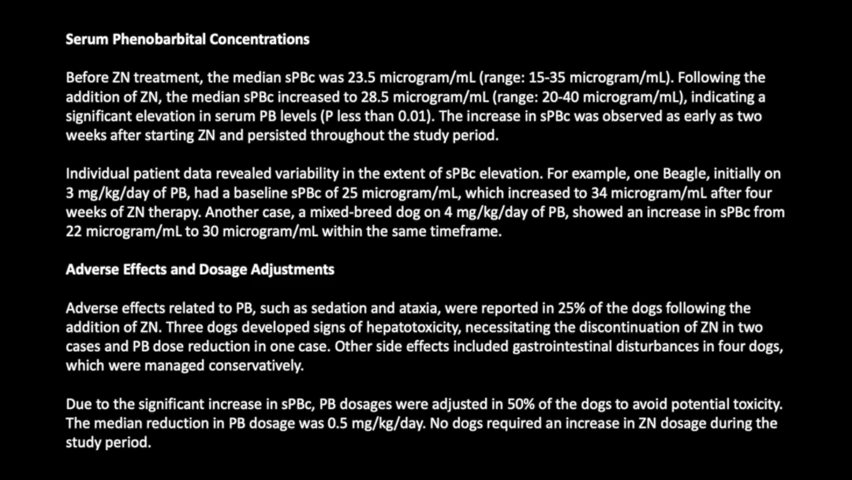 Serum Phenobarbital Concentrations
Before ZN treatment, the median sPBc was 23.5 microgram/mL (range: 15-35 microgram/mL). Following the
addition of ZN, the median sPBc increased to 28.5 microgram/mL (range: 20-40 microgram/mL), indicating a
significant elevation in serum PB levels (P less than 0.01). The increase in sPBc was observed as early as two
weeks after starting ZN and persisted throughout the study period.
Individual patient data revealed variability in the extent of sPBc elevation. For example, one Beagle, initially on
3 mg/kg/day of PB, had a baseline sPBc of 25 microgram/mL, which increased to 34 microgram/mL after four
weeks of ZN therapy. Another case, a mixed-breed dog on 4 mg/kg/day of PB, showed an increase in sPBc from
22 microgram/mL to 30 microgram/mL within the same timeframe.
Adverse Effects and Dosage Adjustments
Adverse effects related to PB, such as sedation and ataxia, were reported in 25% of the dogs following the
addition of ZN. Three dogs developed signs of hepatotoxicity, necessitating the discontinuation of ZN in two
cases and PB dose reduction in one case. Other side effects included gastrointestinal disturbances in four dogs,
which were managed conservatively.
Due to the significant increase in sPBc, PB dosages were adjusted in 50% of the dogs to avoid potential toxicity.
The median reduction in PB dosage was 0.5 mg/kg/day. No dogs required an increase in ZN dosage during the
study period.